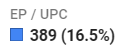 EP / UPC
389 (16.5%)